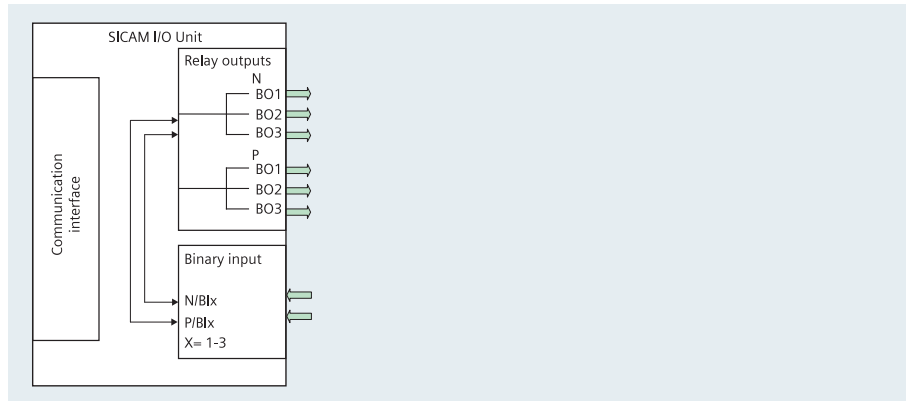 SICAM I/O Unit
Relay outputs
N
BO1
BO2
BO3
P
BO1
BO2
BO3
Communication
interface
Binary input
N/BIx
P/BIx
X= 1-3